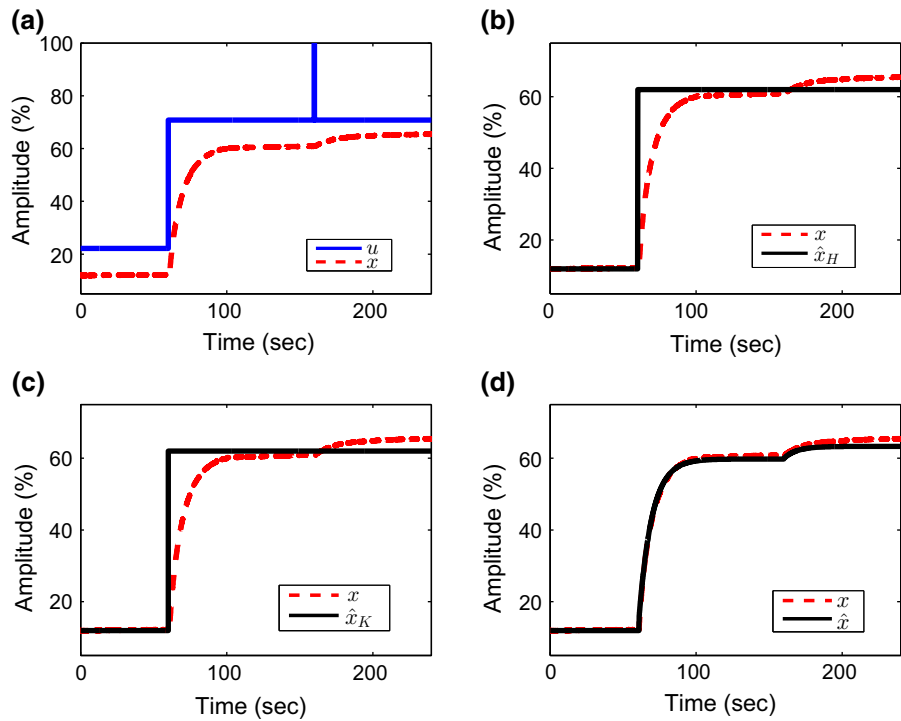 (a)
100
80
60
40
20
0
100
200
Amplitude (%)
Time (sec)
u
x
(b)
60
40
20
0
100
200
Amplitude (%)
Time (sec)
x
x̂_H
(c)
60
40
20
0
100
200
Amplitude (%)
Time (sec)
x
x̂_K
(d)
60
40
20
0
100
200
Amplitude (%)
Time (sec)
x
x̂